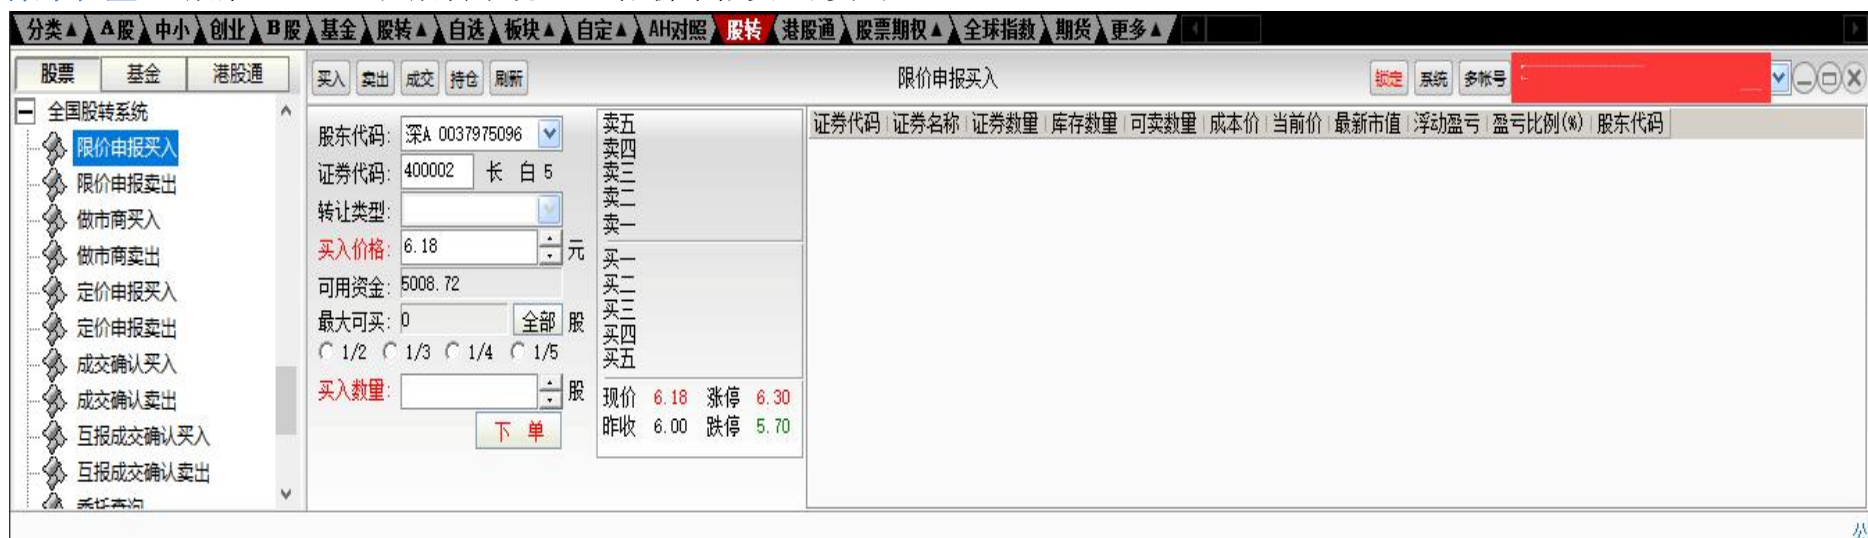 分类▲ A股 中小 创业 B股 基金 股转▲ 自选 板块▲ 自定▲ AH对照 股转 港股通 股票期权▲ 全球指数 期货 更多▲
股票 基金 港股通
买入 卖出 成交 持仓 刷新 限价申报买入 锁定 系统 多帐号
全国股转系统
限价申报买入
限价申报卖出
做市商买入
做市商卖出
定价申报买入
定价申报卖出
成交确认买入
成交确认卖出
互报成交确认买入
互报成交确认卖出
委托查询
股东代码: 深A 0037975096
证券代码: 400002 长 白 5
转让类型:
买入价格: 6.18 元
可用资金: 5008.72
最大可买: 0 全部 股
1/2 1/3 1/4 1/5
买入数量: 股
下 单
卖五
卖四
卖三
卖二
卖一
买一
买二
买三
买四
买五
现价 6.18 涨停 6.30
昨收 6.00 跌停 5.70
证券代码 证券名称 证券数量 库存数量 可卖数量 成本价 当前价 最新市值 浮动盈亏 盈亏比例(%) 股东代码